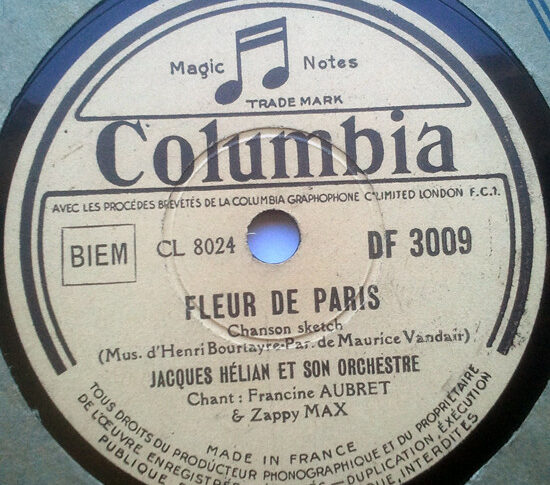 Magic Notes
TRADE MARK
Columbia
AVEC LES PROCÉDÉS BREVETÉS DE LA COLUMBIA GRAPHOPHONE Cº LIMITED LONDON F.C.1.
BIEM
CL 8024
DF 3009
FLEUR DE PARIS
Chanson sketch
(Mus. d'Henri Bourtayre-Par. de Maurice Vandair)
JACQUES HÉLIAN ET SON ORCHESTRE
Chant: Francine AUBRET
& Zappy MAX
MADE IN FRANCE
TOUS DROITS DU PRODUCTEUR PHONOGRAPHIQUE ET DU PROPRIÉTAIRE
DE L'ŒUVRE ENREGISTRÉE DUPLICATION EXÉCUTION
PUBLIQUE INTERDITES